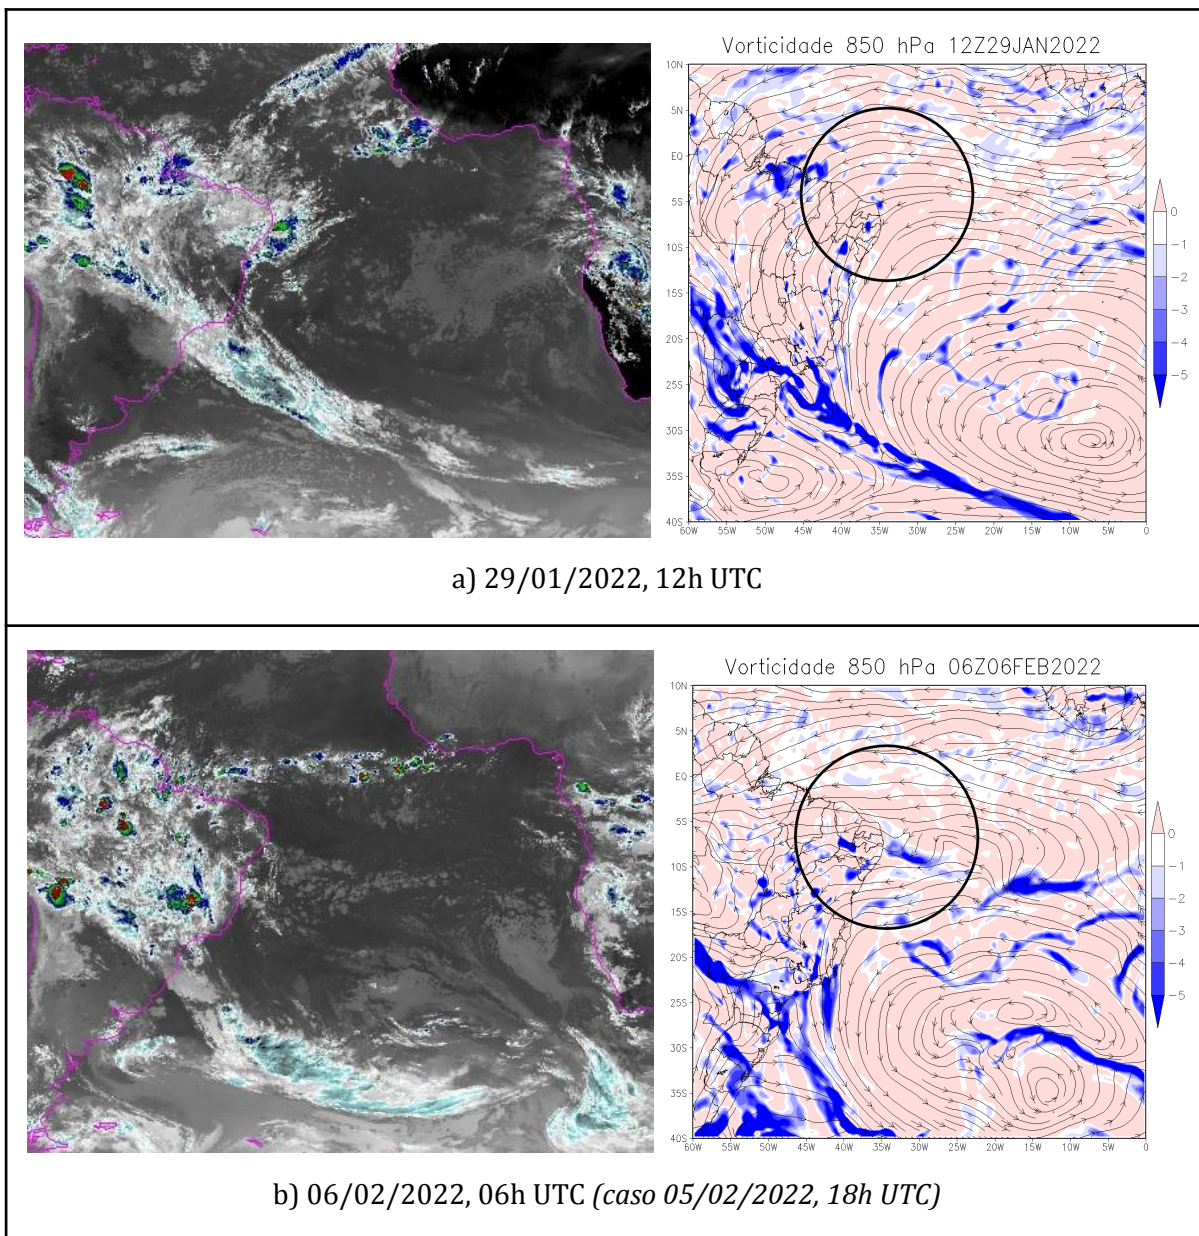 Vorticidade 850 hPa 12Z29JAN2022
10N
5N
EQ
5S
10S
15S
20S
25S
30S
35S
40S
60W 55W 50W 45W 40W 35W 30W 25W 20W 15W 10W 5W 0
0
-1
-2
-3
-4
-5
a) 29/01/2022, 12h UTC
Vorticidade 850 hPa 06Z06FEB2022
10N
5N
EQ
5S
10S
15S
20S
25S
30S
35S
40S
60W 55W 50W 45W 40W 35W 30W 25W 20W 15W 10W 5W 0
0
-1
-2
-3
-4
-5
b) 06/02/2022, 06h UTC (caso 05/02/2022, 18h UTC)